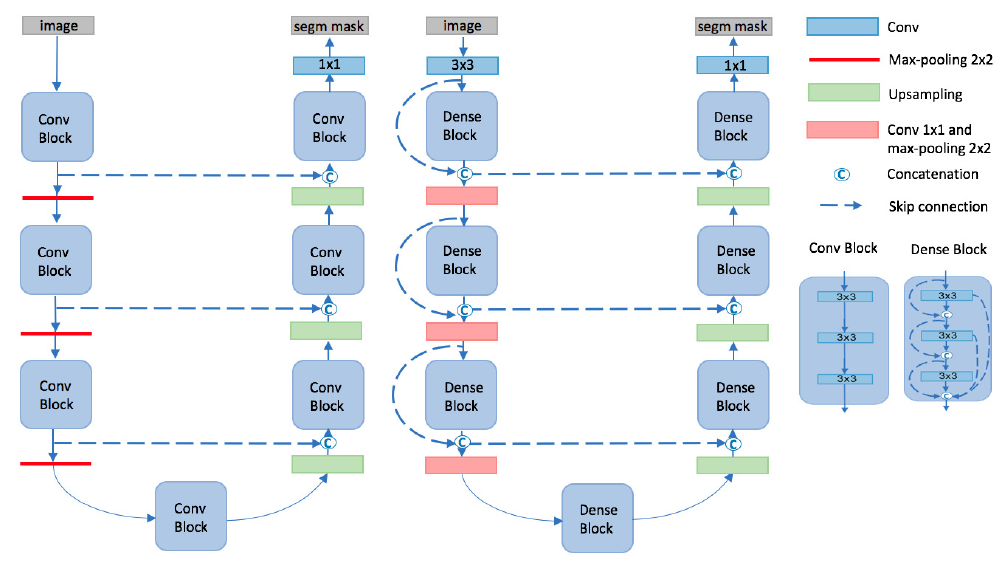 image
segm mask
image
segm mask
1x1
3x3
1x1
Conv
Block
Conv
Block
Dense
Block
Dense
Block
C
C
C
Conv
Block
Conv
Block
Dense
Block
Dense
Block
C
C
C
Conv
Block
Conv
Block
Dense
Block
Dense
Block
C
C
C
Conv
Block
Dense
Block
Conv
Max-pooling 2x2
Upsampling
Conv 1x1 and
max-pooling 2x2
C
Concatenation
Skip connection
Conv Block
3x3
3x3
3x3
Dense Block
3x3
C
3x3
C
3x3
C